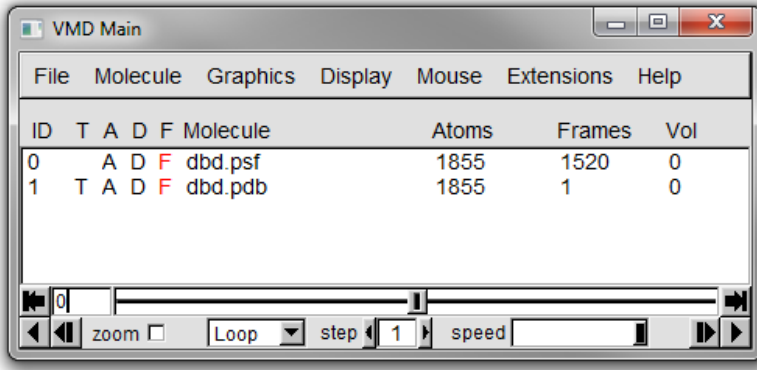 VMD Main
File Molecule Graphics Display Mouse Extensions Help
ID T A D F Molecule Atoms Frames Vol
0 A D F dbd.psf 1855 1520 0
1 T A D F dbd.pdb 1855 1 0
0
zoom Loop step 1 speed